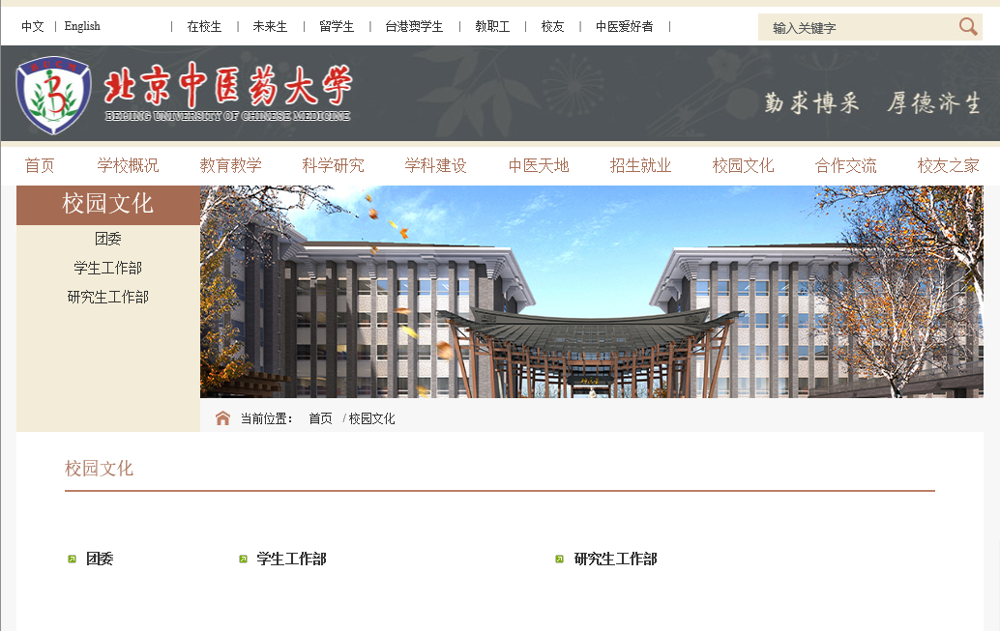 中文 | English | 在校生 | 未来生 | 留学生 | 台港澳学生 | 教职工 | 校友 | 中医爱好者 | 输入关键字
北京中医药大学
BEIJING UNIVERSITY OF CHINESE MEDICINE
勤求博采 厚德济生
首页 学校概况 教育教学 科学研究 学科建设 中医天地 招生就业 校园文化 合作交流 校友之家
校园文化
团委
学生工作部
研究生工作部
当前位置： 首页 / 校园文化
校园文化
团委 学生工作部 研究生工作部